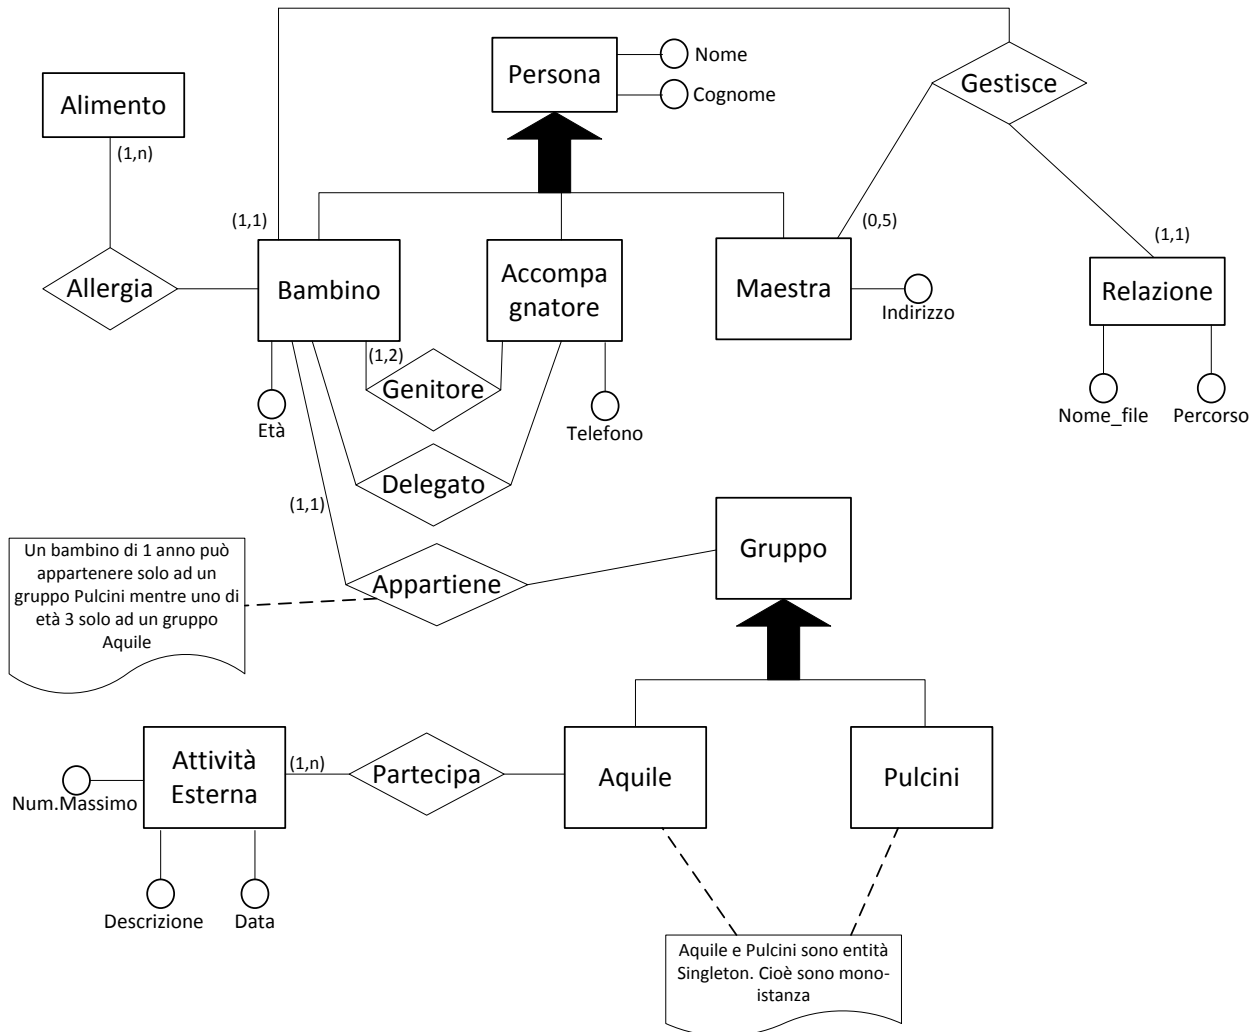 Persona
Nome
Cognome
Gestisce
Alimento
(1,n)
(1,1)
(0,5)
(1,1)
Allergia
Bambino
Accompa
gnatore
Maestra
Indirizzo
Relazione
(1,2)
Genitore
Età
Telefono
Nome_file
Percorso
Delegato
(1,1)
Gruppo
Un bambino di 1 anno può
appartenere solo ad un
gruppo Pulcini mentre uno di
età 3 solo ad un gruppo
Aquile
Appartiene
Attività
Esterna
(1,n)
Partecipa
Aquile
Pulcini
Num.Massimo
Descrizione
Data
Aquile e Pulcini sono entità
Singleton. Cioè sono mono-
istanza